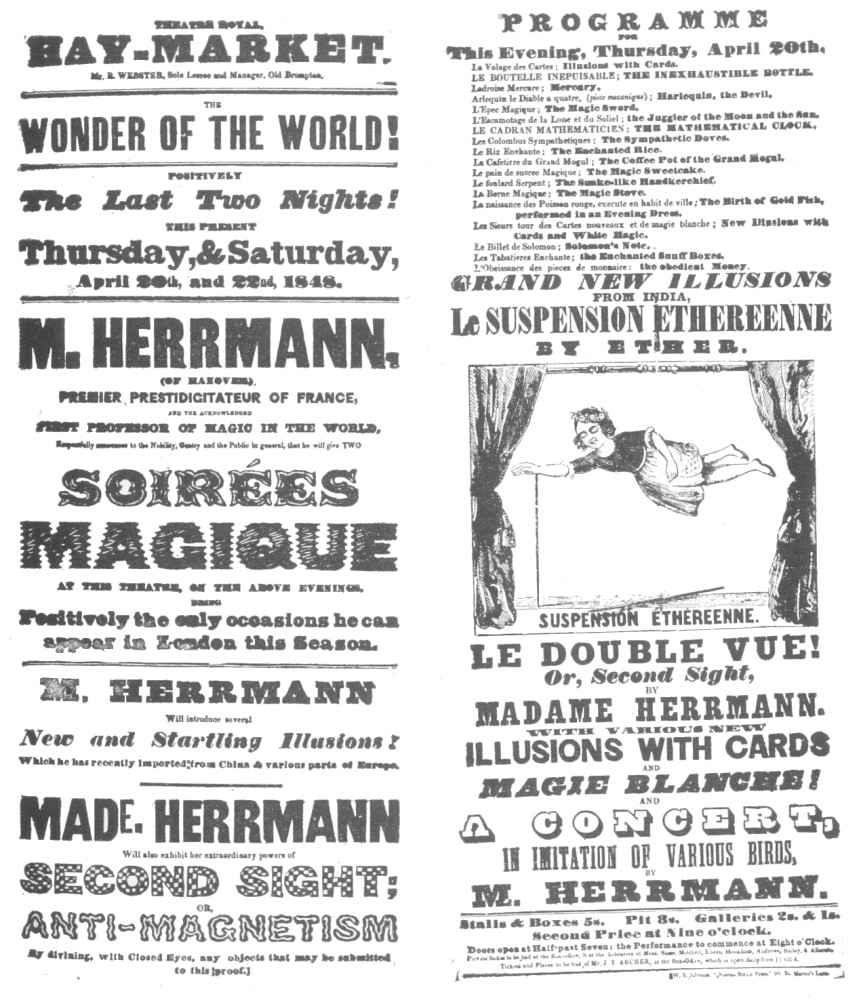 THEATRE ROYAL,
HAY-MARKET.
Mr. B. WEBSTER, Sole Lessee and Manager, Old Brompton.
THE
WONDER OF THE WORLD!
POSITIVELY
The Last Two Nights!
THIS PRESENT
Thursday, & Saturday,
April 20th, and 22nd, 1848.
M. HERRMANN,
(OF HANOVER),
PREMIER PRESTIDIGITATEUR OF FRANCE,
AND THE ACKNOWLEDGED
FIRST PROFESSOR OF MAGIC IN THE WORLD,
Respectfully announces to the Nobility, Gentry and the Public in general, that he will give TWO
SOIRÉES
MAGIQUE
AT THIS THEATRE, ON THE ABOVE EVENINGS,
BEING
Positively the only occasions he can
appear in London this Season.
M. HERRMANN
Will introduce several
New and Startling Illusions!
Which he has recently imported from China & various parts of Europe.
MADE. HERRMANN
Will also exhibit her extraordinary powers of
SECOND SIGHT;
OR,
ANTI-MAGNETISM
By divining, with Closed Eyes, any objects that may be submitted
to this [proof.]
PROGRAMME
FOR
This Evening, Thursday, April 20th,
La Volage des Cartes; Illusions with Cards.
LE BOUTELLE INEPUISABLE; THE INEXHAUSTIBLE BOTTLE.
Ladroise Mercure; Mercury.
Arlequin le Diable a quatre, (piece mecanique); Harlequin, the Devil.
L'Epec Magique; The Magic Sword.
L'Escamotage de la Lone et du Soliel; the Juggler of the Moon and the Sun.
LE CADRAN MATHEMATICIEN; THE MATHEMATICAL CLOCK.
Les Colombus Sympathetiques; The Sympathetic Doves.
Le Riz Enchante; The Enchanted Rice.
La Cafetirre du Grand Mogul; The Coffee Pot of the Grand Mogul.
Le pain de sucree Magique; The Magic Sweetcake.
Le foulard Serpent; The Snake-like Handkerchief.
La Berne Magique; The Magic Stove.
La naissance des Poisson rouge, execute en habit de ville; The Birth of Gold Fish,
performed in an Evening Dress.
Les Sieurs tour des Cartes nouveaux et de magie blanche; New Illusions with
Cards and White Magic.
Le Billet de Solomon; Solomon's Note.
Les Tabatieres Enchante; the Enchanted Snuff Boxes.
L'Obeissance des pieces de monnaire; the obedient Money.
GRAND NEW ILLUSIONS
FROM INDIA,
Le SUSPENSION ETHEREENNE
BY ETHER.
SUSPENSION ÉTHÉREENNE.
LE DOUBLE VUE!
Or, Second Sight,
BY
MADAME HERRMANN.
WITH VARIOUS NEW
ILLUSIONS WITH CARDS
AND
MAGIE BLANCHE!
AND
A CONCERT,
IN IMITATION OF VARIOUS BIRDS,
BY
M. HERRMANN.
Stalls & Boxes 5s. Pit 3s. Galleries 2s. & 1s.
Second Price at Nine o'clock.
Doors open at Half-past Seven; the Performance to commence at Eight o'Clock.
Private Boxes to be had at the Box-office, & at the Libraries of Mess. Sams, Mitchell,
Tickets and Places to be had of Mr. J. T. ARCHER, at the Box-Office, which is open daily from
W. S. Johnson,